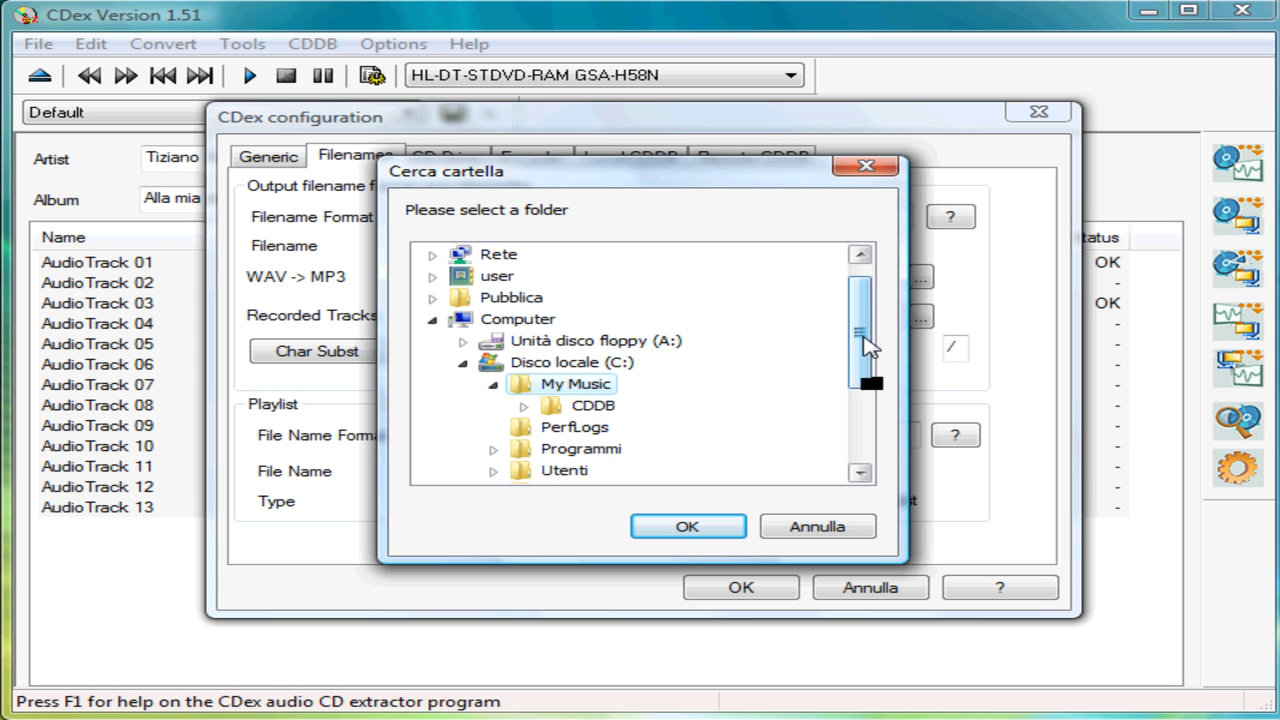 CDex Version 1.51
File Edit Convert Tools CDDB Options Help
HL-DT-STDVD-RAM GSA-H58N
Default
CDex configuration
Artist Tiziano
Album Alla mia
Generic Filenames
Output filename
Filename Format ?
Filename
WAV -> MP3 ...
Recorded Tracks ...
Char Subst /
Playlist
File Name ?
File Name
Type
OK Annulla ?
Cerca cartella
Please select a folder
Rete
user
Pubblica
Computer
Unità disco floppy (A:)
Disco locale (C:)
My Music
CDDB
PerfLogs
Programmi
Utenti
OK Annulla
Name
AudioTrack 01 OK
AudioTrack 02 -
AudioTrack 03 OK
AudioTrack 04 -
AudioTrack 05 -
AudioTrack 06 -
AudioTrack 07 -
AudioTrack 08 -
AudioTrack 09 -
AudioTrack 10 -
AudioTrack 11 -
AudioTrack 12 -
AudioTrack 13 -
Press F1 for help on the CDex audio CD extractor program